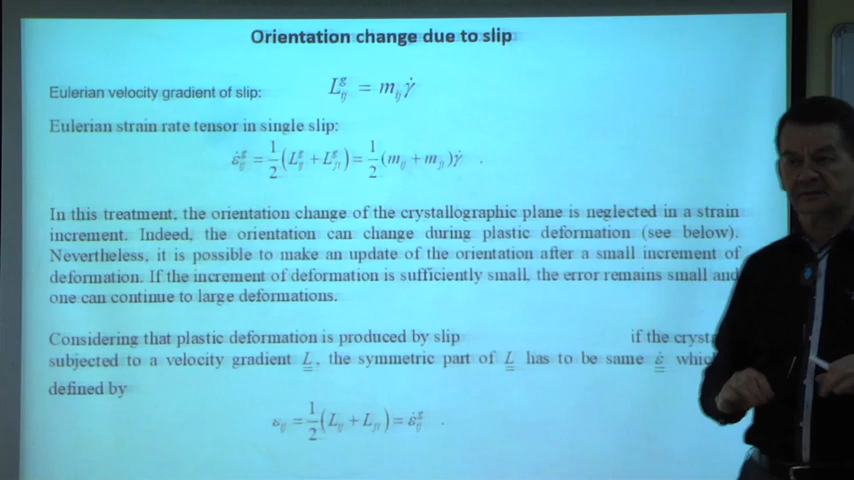 Orientation change due to slip
Eulerian velocity gradient of slip: L^g_ij = m_ij γ̇
Eulerian strain rate tensor in single slip:
ε̇^g_ij = 1/2 (L^g_ij + L^g_ji) = 1/2 (m_ij + m_ji) γ̇ .
In this treatment, the orientation change of the crystallographic plane is neglected in a strain
increment. Indeed, the orientation can change during plastic deformation (see below).
Nevertheless, it is possible to make an update of the orientation after a small increment of
deformation. If the increment of deformation is sufficiently small, the error remains small and
one can continue to large deformations.
Considering that plastic deformation is produced by slip if the
subjected to a velocity gradient L, the symmetric part of L has to be same ε̇
defined by
ε_ij = 1/2 (L_ij + L_ji) = ε̇^g_ij .